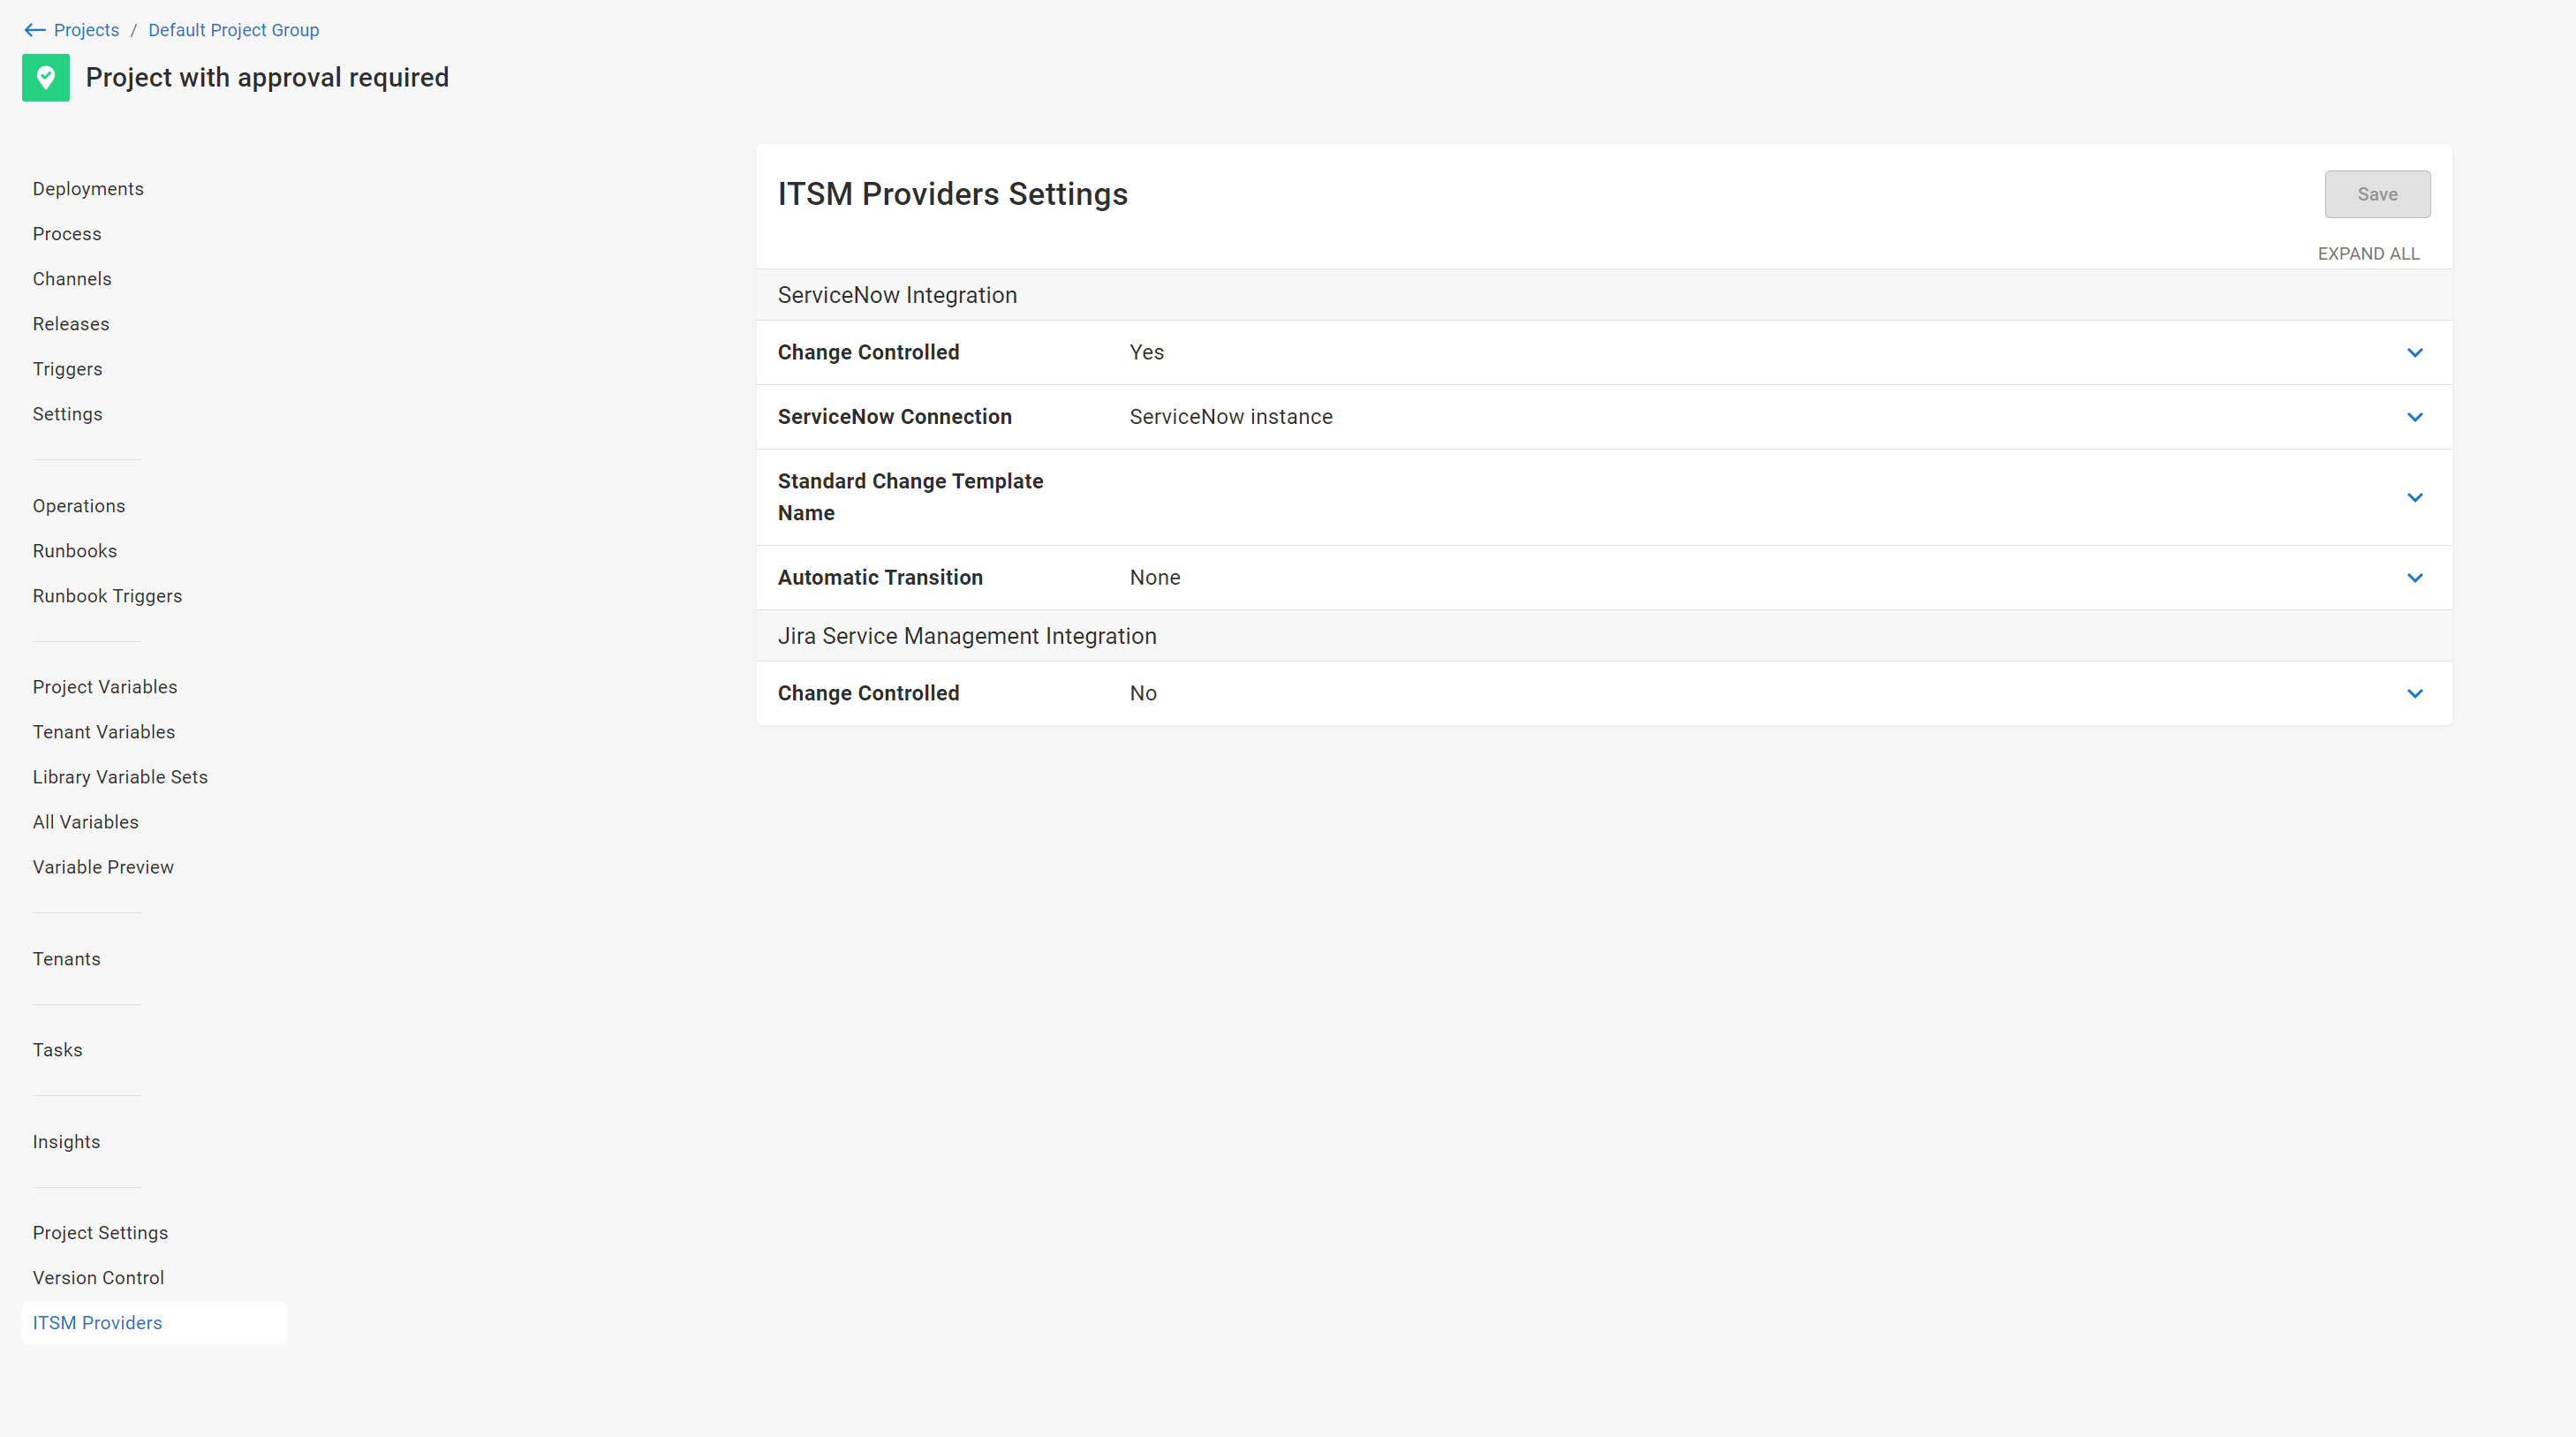 Projects / Default Project Group
Project with approval required
Deployments
Process
Channels
Releases
Triggers
Settings
Operations
Runbooks
Runbook Triggers
Project Variables
Tenant Variables
Library Variable Sets
All Variables
Variable Preview
Tenants
Tasks
Insights
Project Settings
Version Control
ITSM Providers
ITSM Providers Settings
Save
EXPAND ALL
ServiceNow Integration
Change Controlled Yes
ServiceNow Connection ServiceNow instance
Standard Change Template
Name
Automatic Transition None
Jira Service Management Integration
Change Controlled No